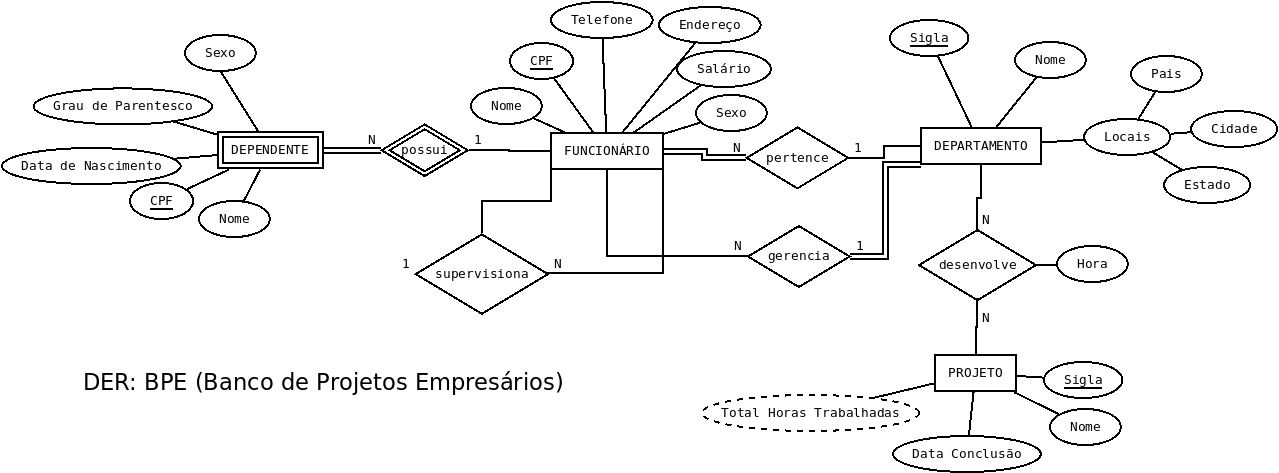 Telefone
Endereço
Sigla
Sexo
CPF
Nome
Salário
Pais
Grau de Parentesco
Nome
Sexo
Locais
Cidade
DEPENDENTE
N
possui
1
FUNCIONÁRIO
N
pertence
1
DEPARTAMENTO
Data de Nascimento
CPF
Nome
Estado
N
1
supervisiona
N
N
gerencia
1
desenvolve
Hora
N
DER: BPE (Banco de Projetos Empresários)
PROJETO
Sigla
Total Horas Trabalhadas
Nome
Data Conclusão